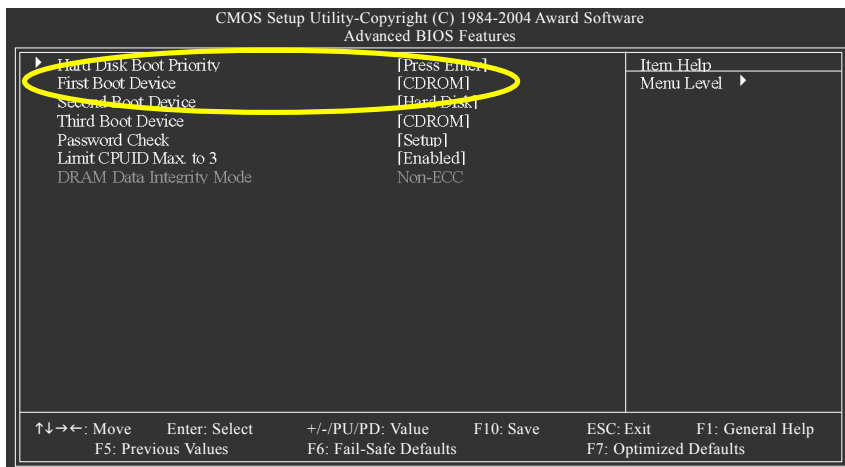 CMOS Setup Utility-Copyright (C) 1984-2004 Award Software
Advanced BIOS Features
Hard Disk Boot Priority [Press Enter]
First Boot Device [CDROM]
Second Boot Device [Hard Disk]
Third Boot Device [CDROM]
Password Check [Setup]
Limit CPUID Max. to 3 [Enabled]
DRAM Data Integrity Mode Non-ECC
Item Help
Menu Level
↑↓→←: Move Enter: Select +/-/PU/PD: Value F10: Save ESC: Exit F1: General Help
F5: Previous Values F6: Fail-Safe Defaults F7: Optimized Defaults